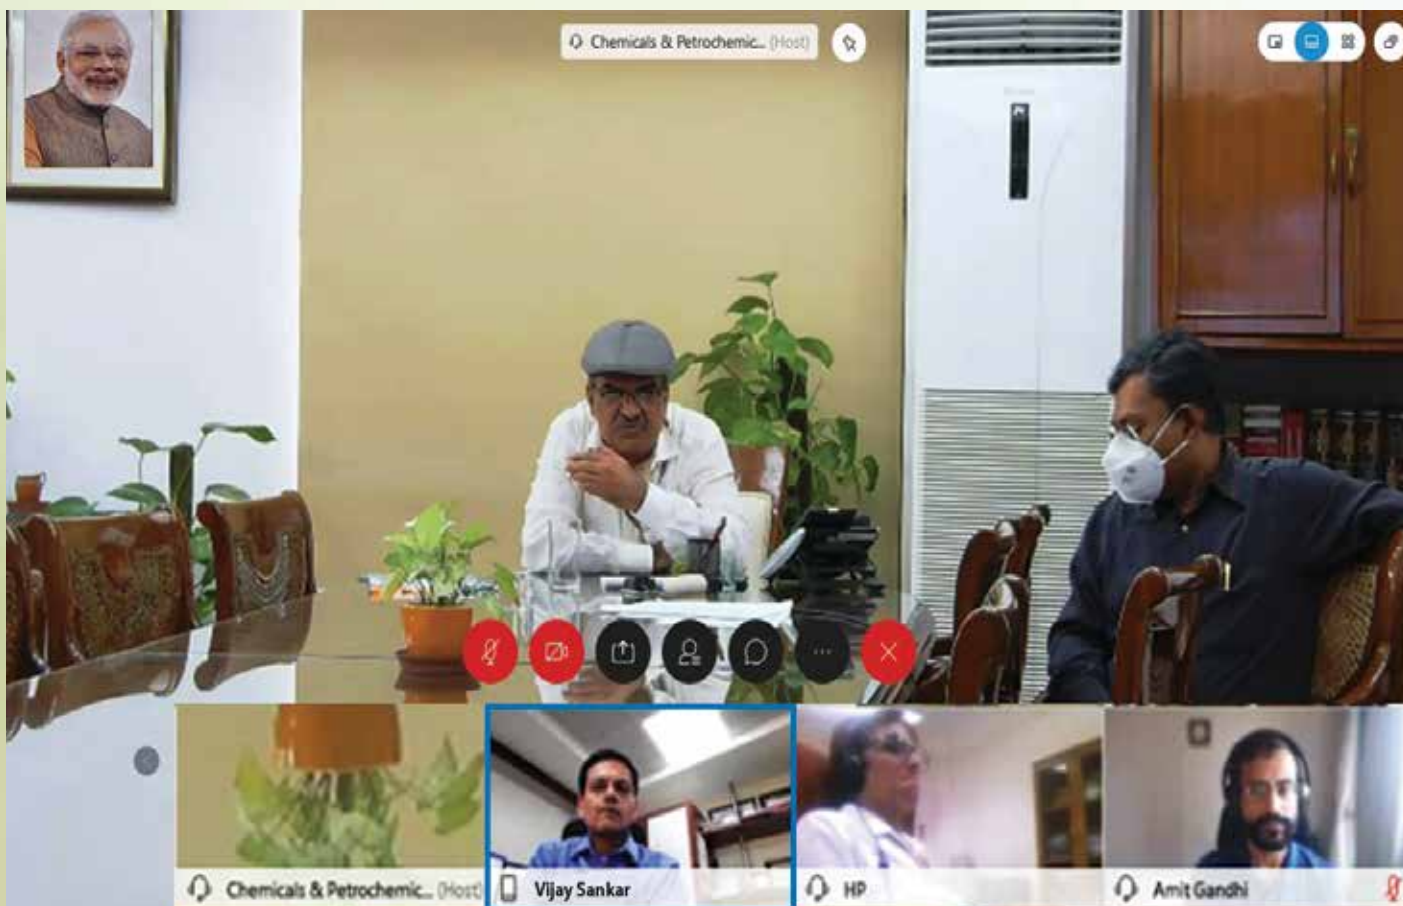 Chemicals & Petrochemic... (Host)
Chemicals & Petrochemic... (Host)
Vijay Sankar
HP
Amit Gandhi